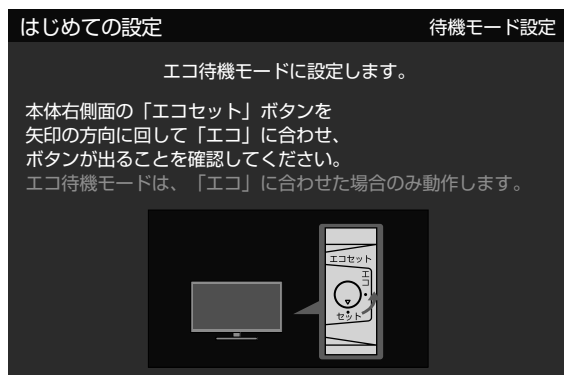 はじめての設定
待機モード設定
エコ待機モードに設定します。
本体右側面の「エコセット」ボタンを
矢印の方向に回して「エコ」に合わせ、
ボタンが出ることを確認してください。
エコ待機モードは、「エコ」に合わせた場合のみ動作します。
エコセット
エコ
セット